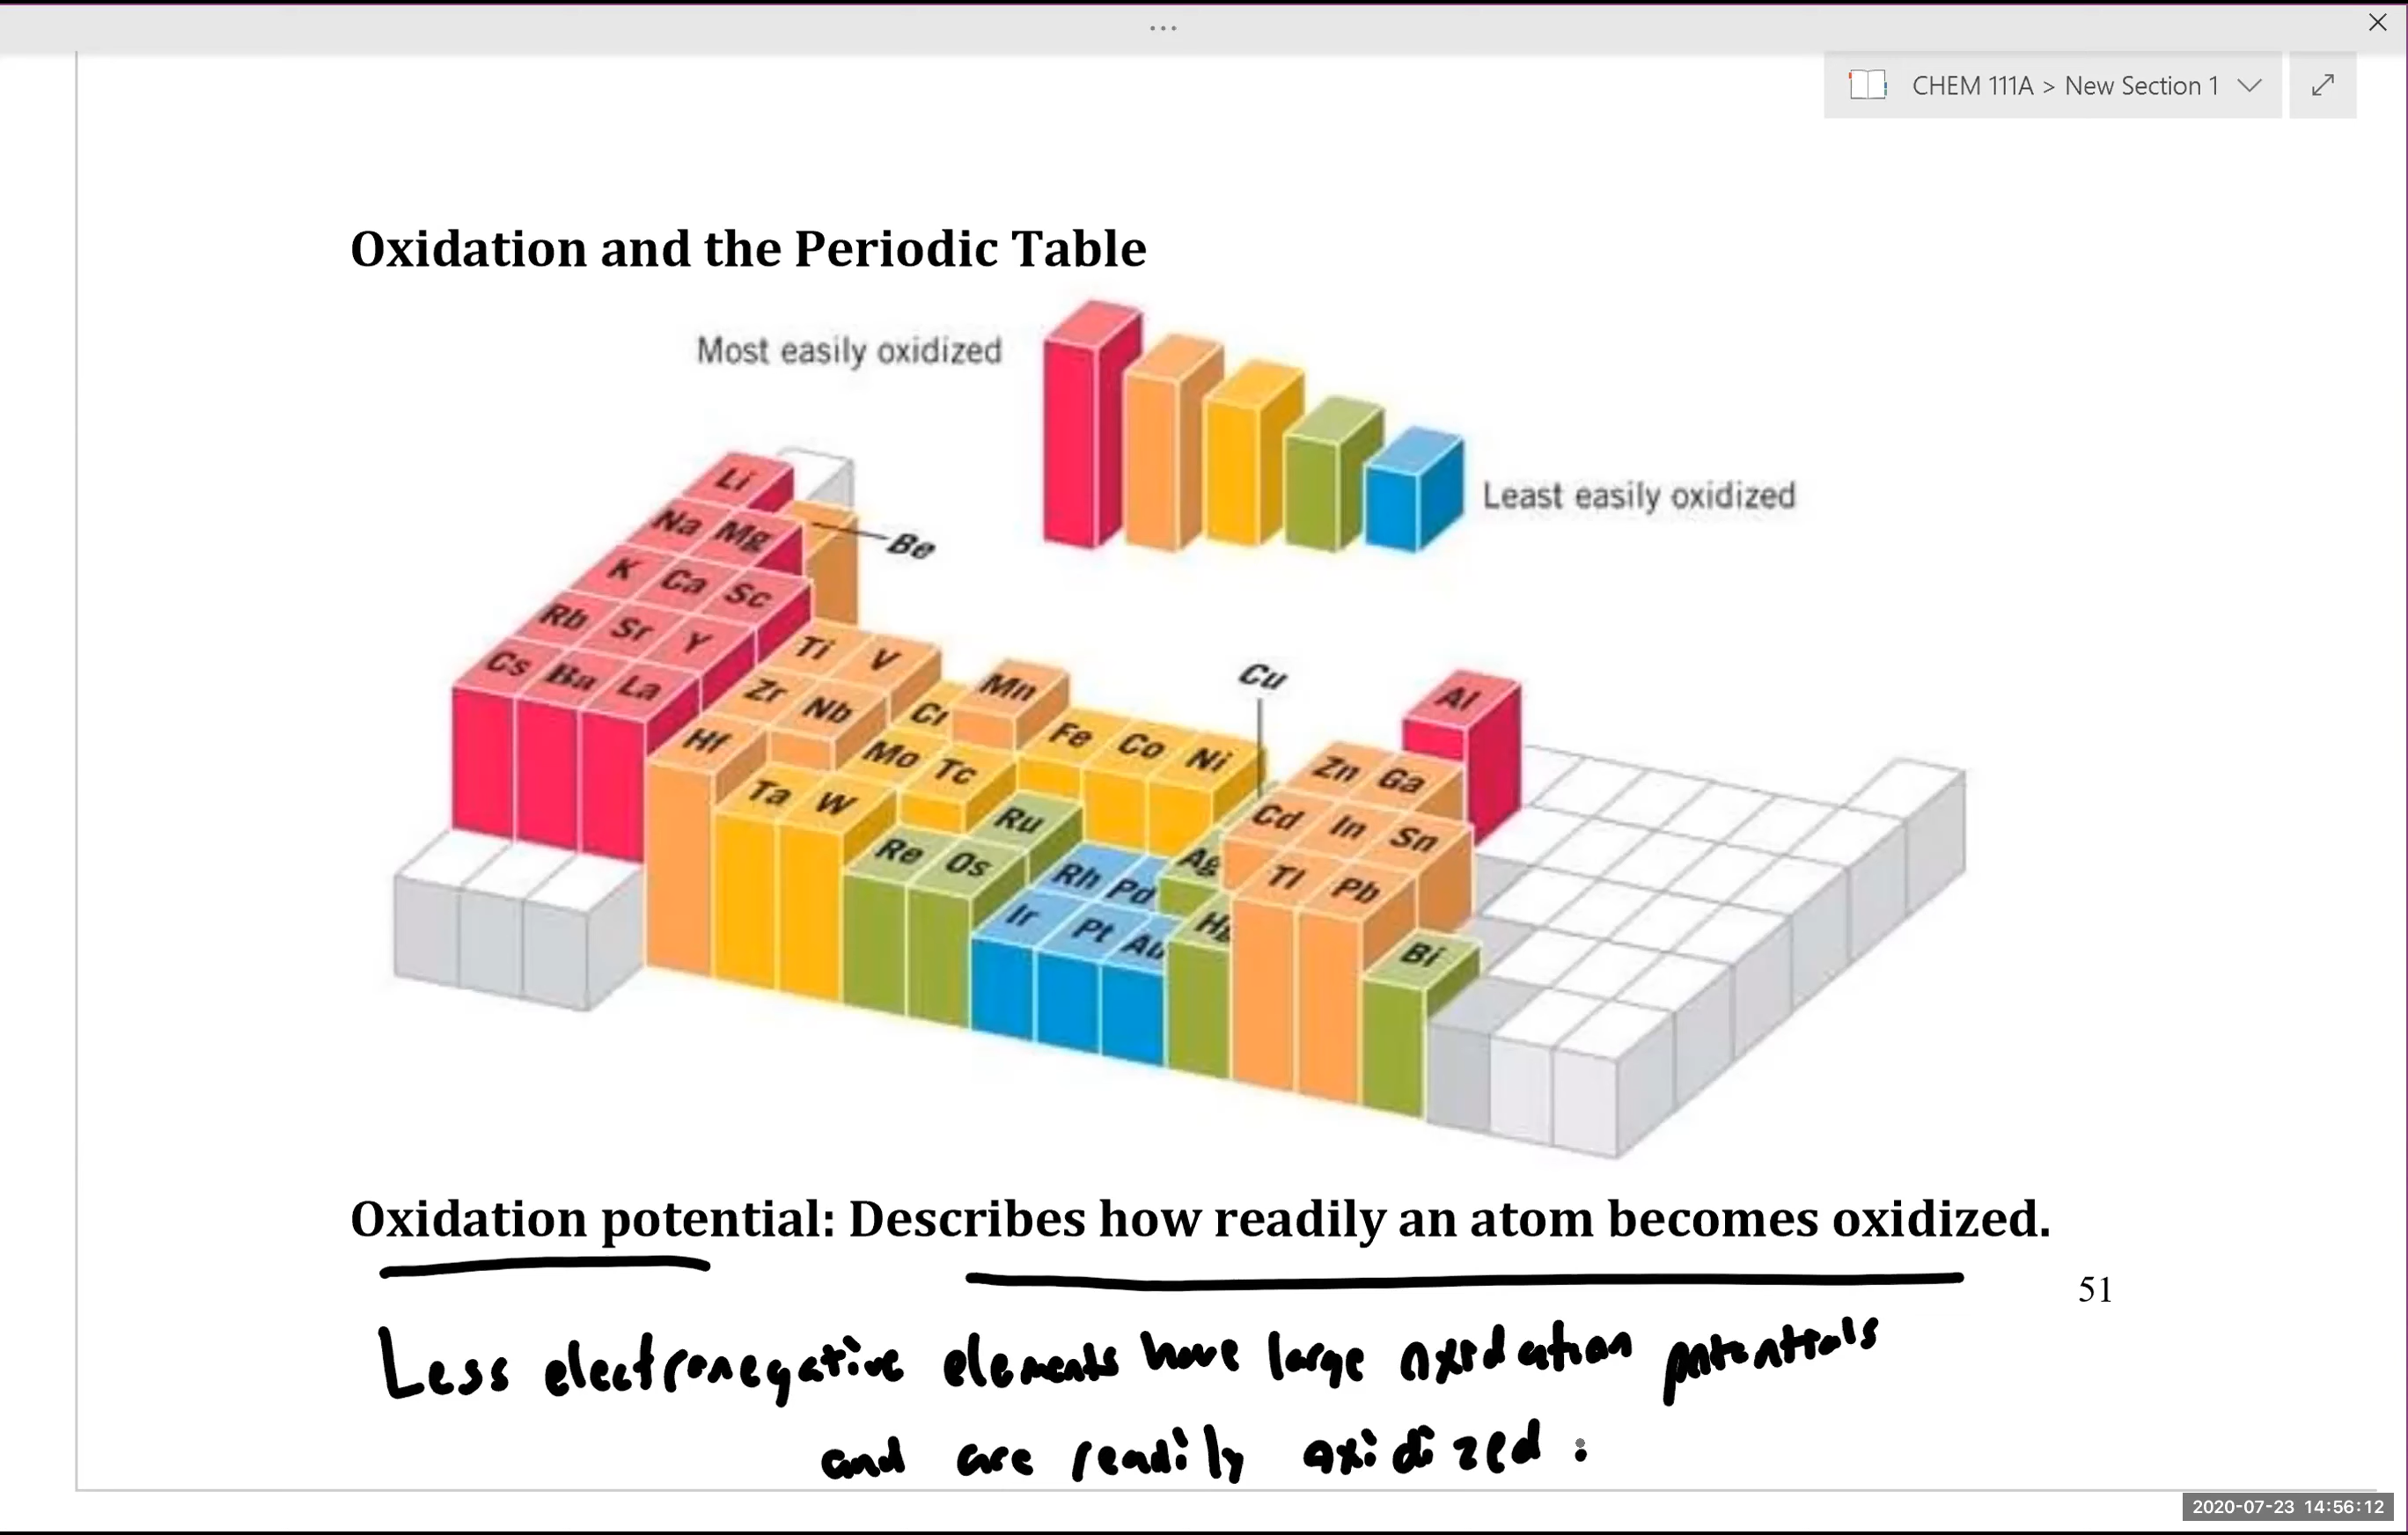 ...
CHEM 111A > New Section 1
Oxidation and the Periodic Table
Most easily oxidized
Least easily oxidized
Li
Be
Na Mg
K Ca Sc
Ti V
Cr
Mn
Fe Co Ni
Cu
Zn Ga
Al
Rb Sr Y
Zr Nb
Mo Tc
Ru
Rh Pd
Ag
Cd In Sn
Cs Ba La
Hf
Ta W
Re Os
Ir Pt Au
Hg
Tl Pb
Bi
Oxidation potential: Describes how readily an atom becomes oxidized.
51
Less electronegative elements have large oxidation potentials
and are readily oxidized :
2020-07-23 14:56:12